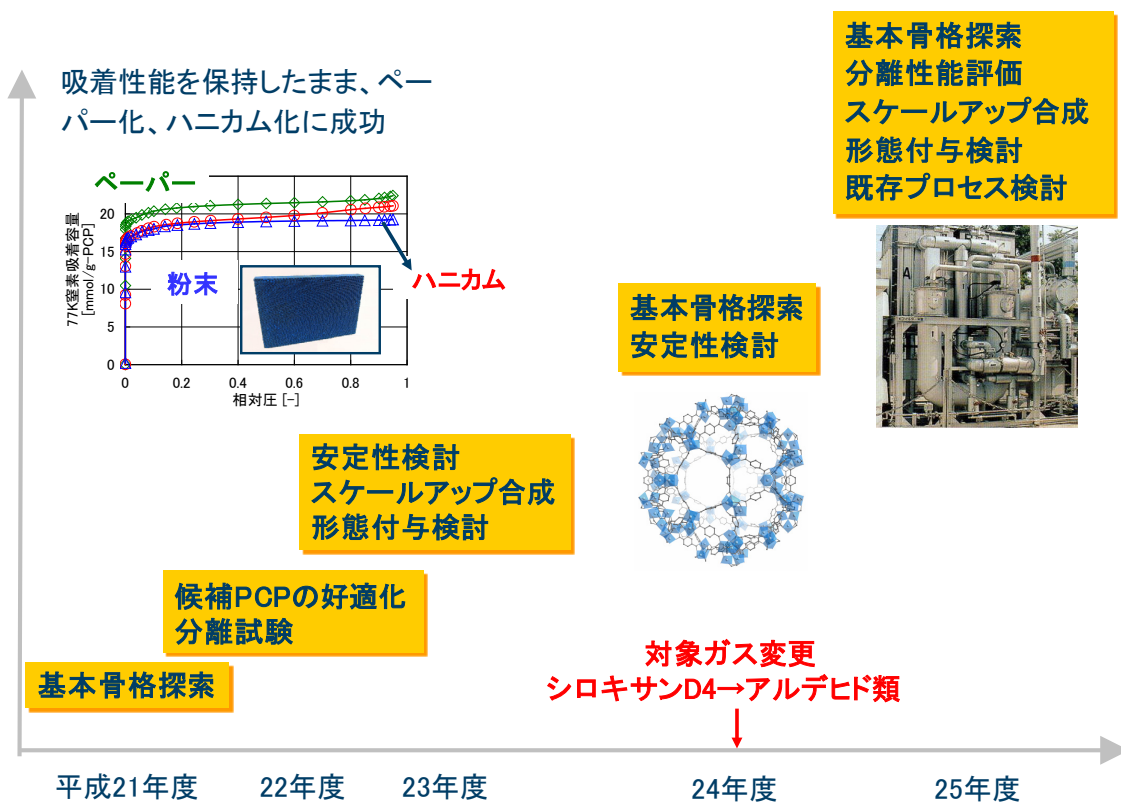 吸着性能を保持したまま、ペー
パー化、ハニカム化に成功
基本骨格探索
分離性能評価
スケールアップ合成
形態付与検討
既存プロセス検討
77K窒素吸着容量
[mmol/g-PCP]
20
15
10
5
0
0
0.2
0.4
0.6
0.8
1
相対圧 [-]
ペーパー
粉末
ハニカム
A
基本骨格探索
安定性検討
安定性検討
スケールアップ合成
形態付与検討
候補PCPの好適化
分離試験
基本骨格探索
対象ガス変更
シロキサンD4→アルデヒド類
平成21年度
22年度
23年度
24年度
25年度